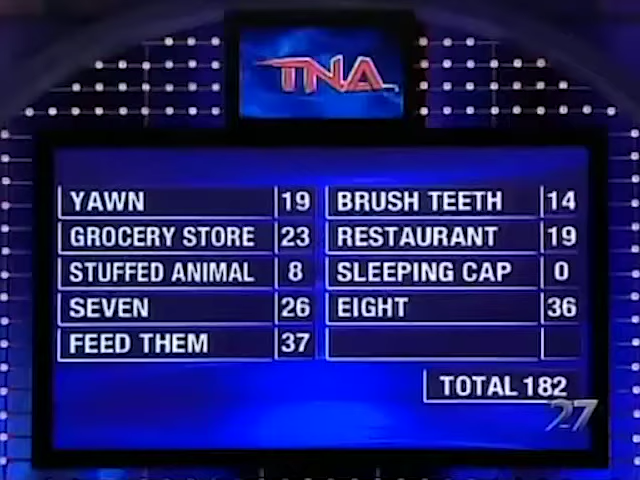 TNA
YAWN 19 BRUSH TEETH 14
GROCERY STORE 23 RESTAURANT 19
STUFFED ANIMAL 8 SLEEPING CAP 0
SEVEN 26 EIGHT 36
FEED THEM 37
TOTAL 182
27